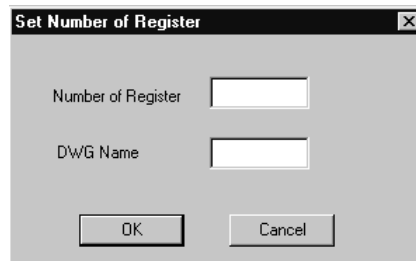 Set Number of Register
Number of Register
DWG Name
OK
Cancel